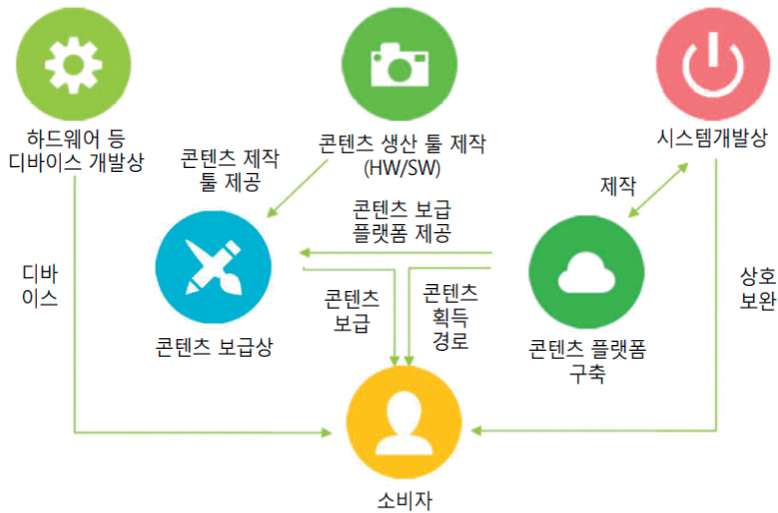 하드웨어 등
디바이스 개발상
콘텐츠 생산 툴 제작
(HW/SW)
시스템개발상
콘텐츠 제작
툴 제공
제작
콘텐츠 보급
플랫폼 제공
디바
이스
콘텐츠
보급
콘텐츠
획득
경로
상호
보완
콘텐츠 보급상
콘텐츠 플랫폼
구축
소비자